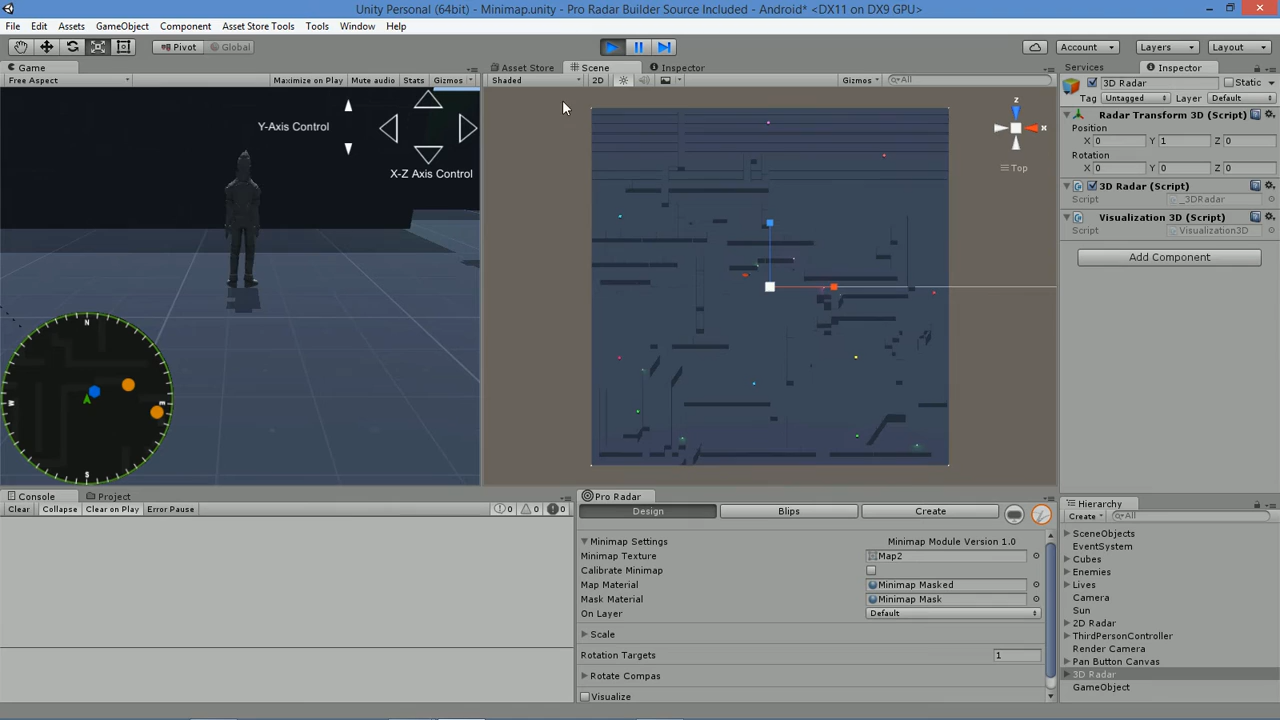 Unity Personal (64bit) - Minimap.unity - Pro Radar Builder Source Included - Android* <DX11 on DX9 GPU>
File Edit Assets GameObject Component Asset Store Tools Tools Window Help
Pivot Global Account Layers Layout
Game
Free Aspect Maximize on Play Mute audio Stats Gizmos
Y-Axis Control
X-Z Axis Control
N
W E
S
Asset Store Scene Inspector
Shaded 2D Gizmos All
z
x
Top
Services Inspector
3D Radar Static
Tag Untagged Layer Default
Radar Transform 3D (Script)
Position
X 0 Y 1 Z 0
Rotation
X 0 Y 0 Z 0
3D Radar (Script)
Script _3DRadar
Visualization 3D (Script)
Script Visualization3D
Add Component
Console Project
Clear Collapse Clear on Play Error Pause 0 0 0
Pro Radar
Design Blips Create
Minimap Settings Minimap Module Version 1.0
Minimap Texture Map2
Calibrate Minimap
Map Material Minimap Masked
Mask Material Minimap Mask
On Layer Default
Scale
Rotation Targets 1
Rotate Compas
Visualize
Hierarchy
Create All
SceneObjects
EventSystem
Cubes
Enemies
Lives
Camera
Sun
2D Radar
ThirdPersonController
Render Camera
Pan Button Canvas
3D Radar
GameObject